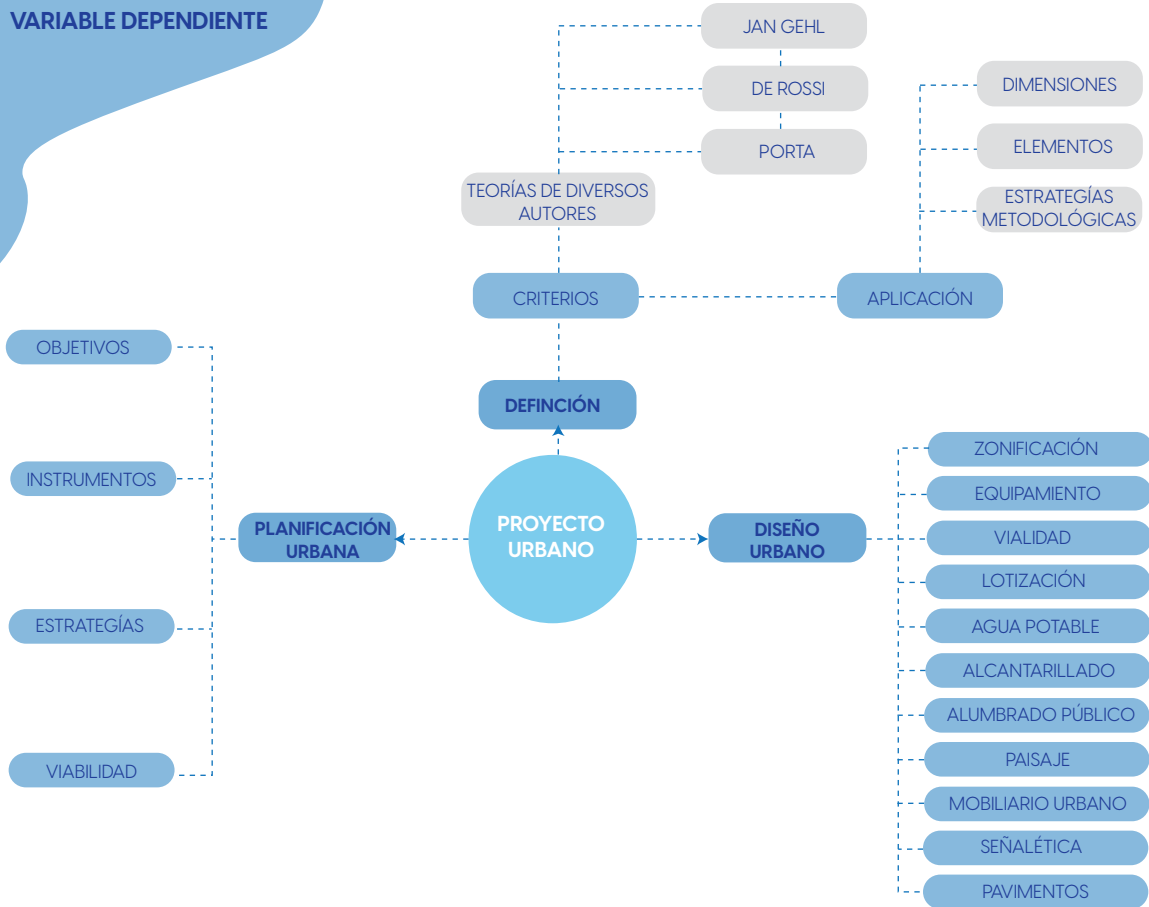 VARIABLE DEPENDIENTE
JAN GEHL
DE ROSSI
PORTA
TEORÍAS DE DIVERSOS
AUTORES
DIMENSIONES
ELEMENTOS
ESTRATEGÍAS
METODOLÓGICAS
CRITERIOS
APLICACIÓN
DEFINCIÓN
OBJETIVOS
INSTRUMENTOS
ESTRATEGÍAS
VIABILIDAD
PLANIFICACIÓN
URBANA
PROYECTO
URBANO
DISEÑO
URBANO
ZONIFICACIÓN
EQUIPAMIENTO
VIALIDAD
LOTIZACIÓN
AGUA POTABLE
ALCANTARILLADO
ALUMBRADO PÚBLICO
PAISAJE
MOBILIARIO URBANO
SEÑALÉTICA
PAVIMENTOS